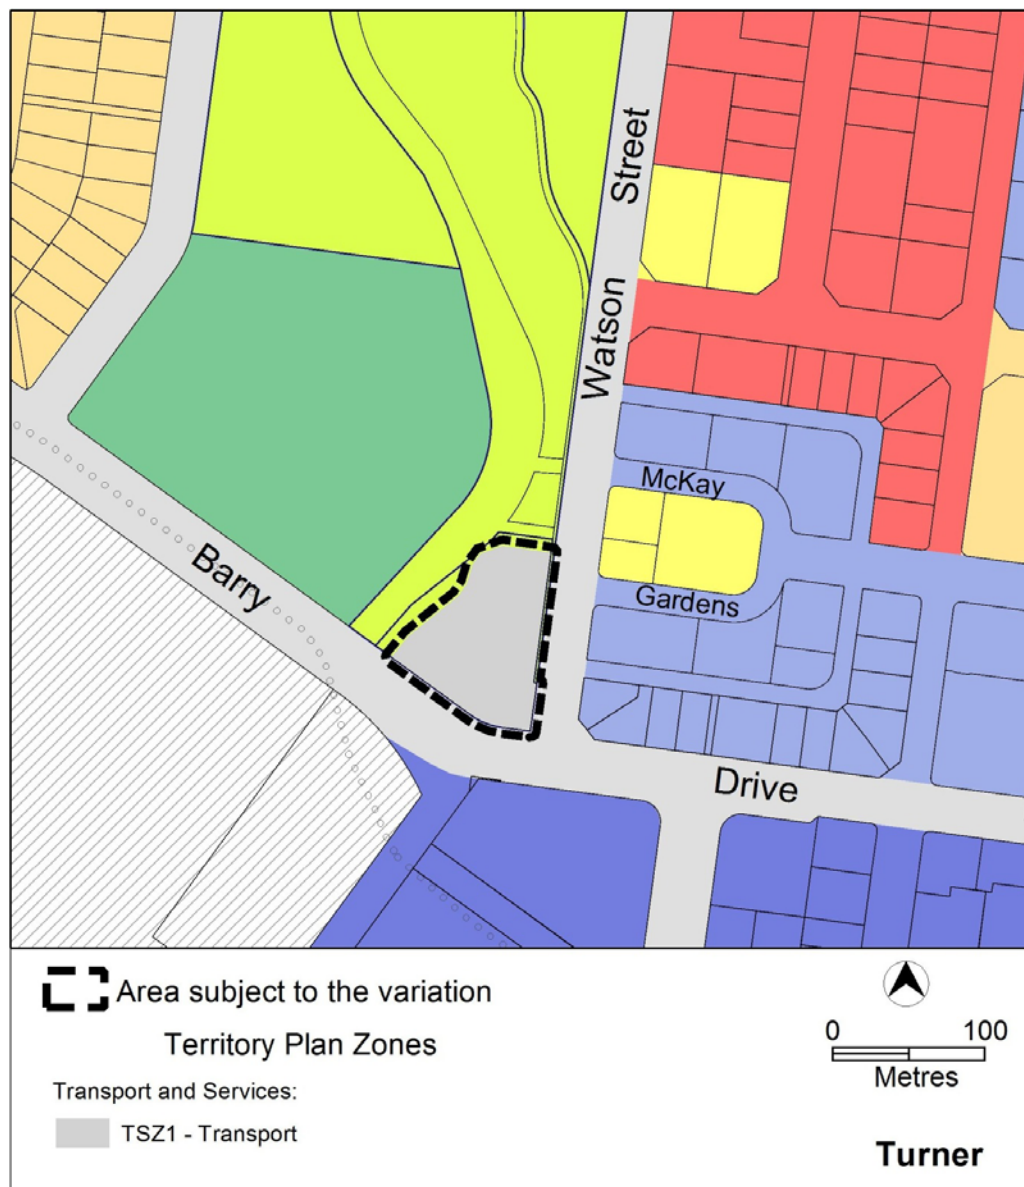 Street
Watson
McKay
Gardens
Barry
Drive
Area subject to the variation
Territory Plan Zones
Transport and Services:
TSZ1 - Transport
0 100
Metres
Turner